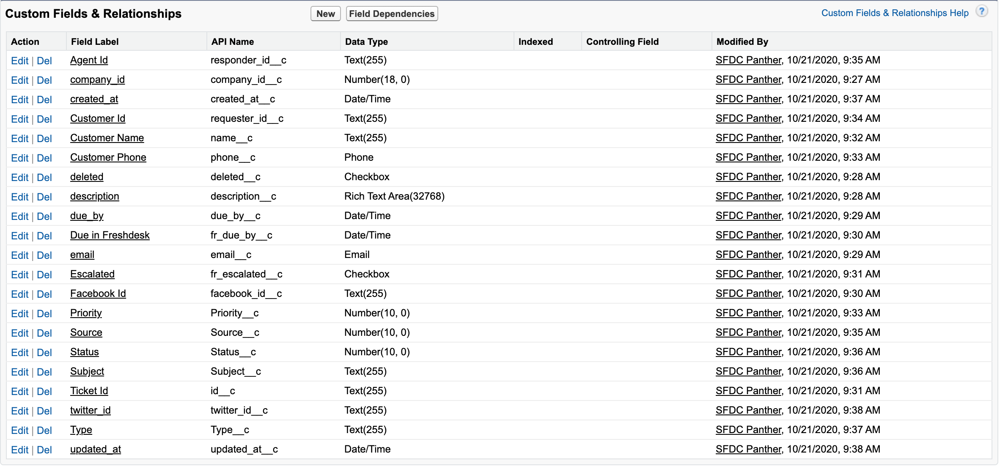 Custom Fields & Relationships New Field Dependencies Custom Fields & Relationships Help ?
Action Field Label API Name Data Type Indexed Controlling Field Modified By
Edit | Del Agent Id responder_id__c Text(255) SFDC Panther, 10/21/2020, 9:35 AM
Edit | Del company_id company_id__c Number(18, 0) SFDC Panther, 10/21/2020, 9:27 AM
Edit | Del created_at created_at__c Date/Time SFDC Panther, 10/21/2020, 9:37 AM
Edit | Del Customer Id requester_id__c Text(255) SFDC Panther, 10/21/2020, 9:34 AM
Edit | Del Customer Name name__c Text(255) SFDC Panther, 10/21/2020, 9:32 AM
Edit | Del Customer Phone phone__c Phone SFDC Panther, 10/21/2020, 9:33 AM
Edit | Del deleted deleted__c Checkbox SFDC Panther, 10/21/2020, 9:28 AM
Edit | Del description description__c Rich Text Area(32768) SFDC Panther, 10/21/2020, 9:28 AM
Edit | Del due_by due_by__c Date/Time SFDC Panther, 10/21/2020, 9:29 AM
Edit | Del Due in Freshdesk fr_due_by__c Date/Time SFDC Panther, 10/21/2020, 9:30 AM
Edit | Del email email__c Email SFDC Panther, 10/21/2020, 9:29 AM
Edit | Del Escalated fr_escalated__c Checkbox SFDC Panther, 10/21/2020, 9:31 AM
Edit | Del Facebook Id facebook_id__c Text(255) SFDC Panther, 10/21/2020, 9:30 AM
Edit | Del Priority Priority__c Number(10, 0) SFDC Panther, 10/21/2020, 9:33 AM
Edit | Del Source Source__c Number(10, 0) SFDC Panther, 10/21/2020, 9:35 AM
Edit | Del Status Status__c Number(10, 0) SFDC Panther, 10/21/2020, 9:36 AM
Edit | Del Subject Subject__c Text(255) SFDC Panther, 10/21/2020, 9:36 AM
Edit | Del Ticket Id id__c Text(255) SFDC Panther, 10/21/2020, 9:31 AM
Edit | Del twitter_id twitter_id__c Text(255) SFDC Panther, 10/21/2020, 9:38 AM
Edit | Del Type Type__c Text(255) SFDC Panther, 10/21/2020, 9:37 AM
Edit | Del updated_at updated_at__c Date/Time SFDC Panther, 10/21/2020, 9:38 AM